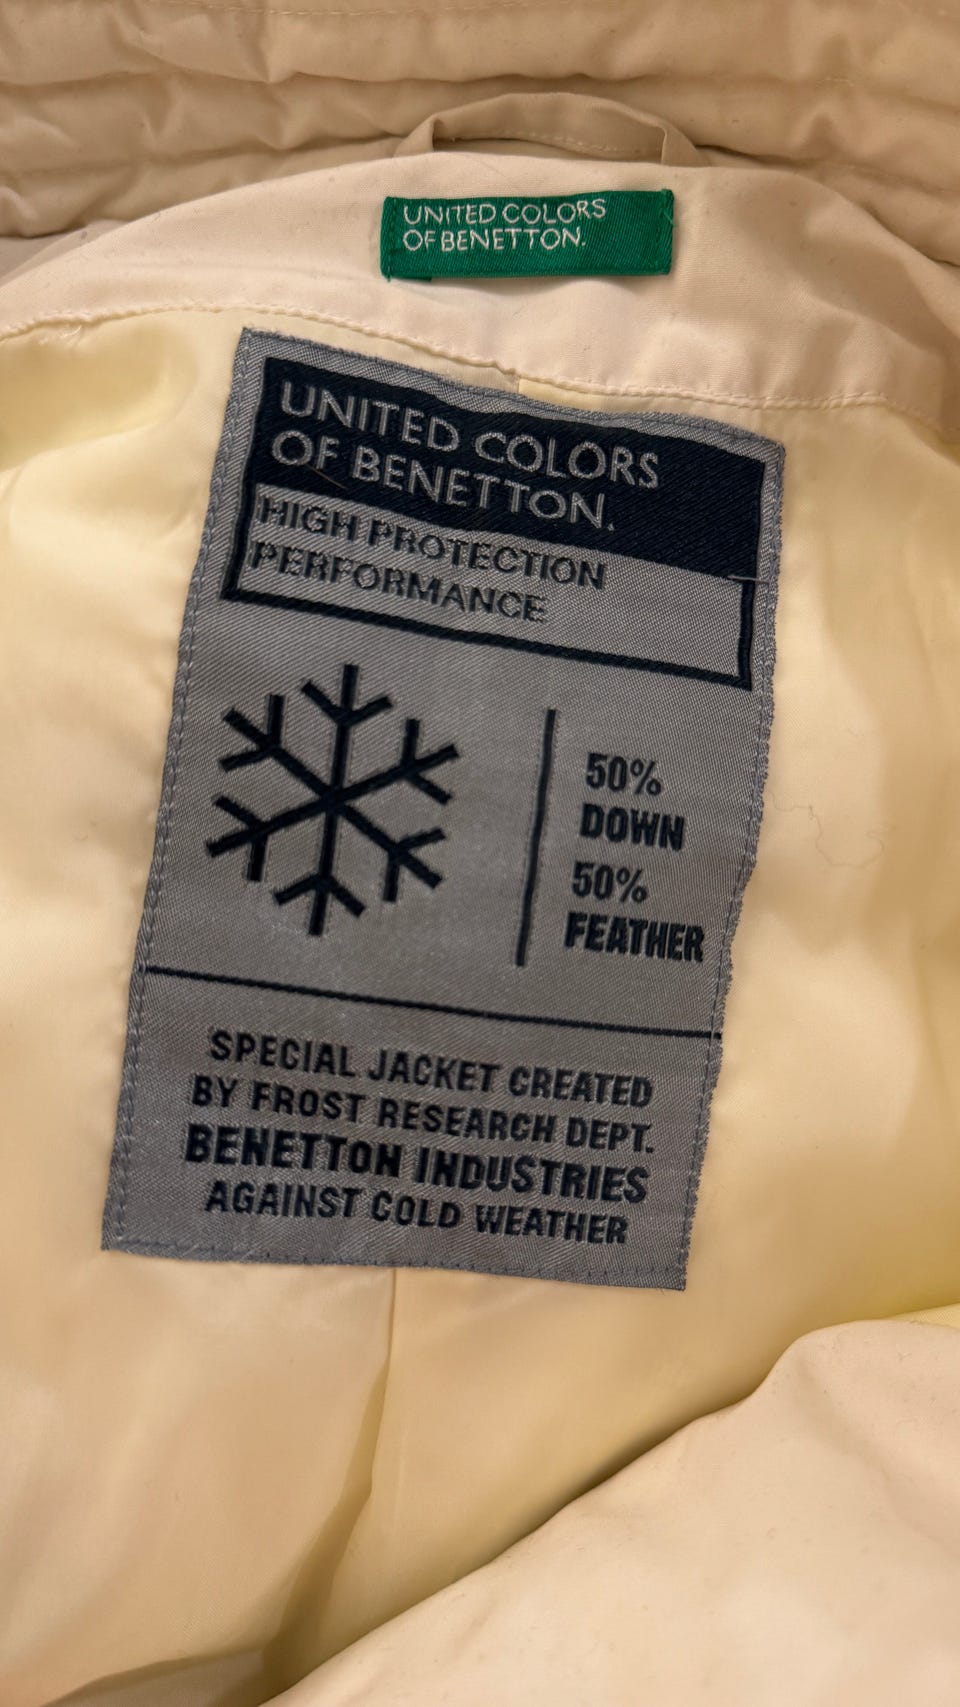 UNITED COLORS
OF BENETTON.
UNITED COLORS
OF BENETTON.
HIGH PROTECTION
PERFORMANCE
50%
DOWN
50%
FEATHER
SPECIAL JACKET CREATED
BY FROST RESEARCH DEPT.
BENETTON INDUSTRIES
AGAINST COLD WEATHER